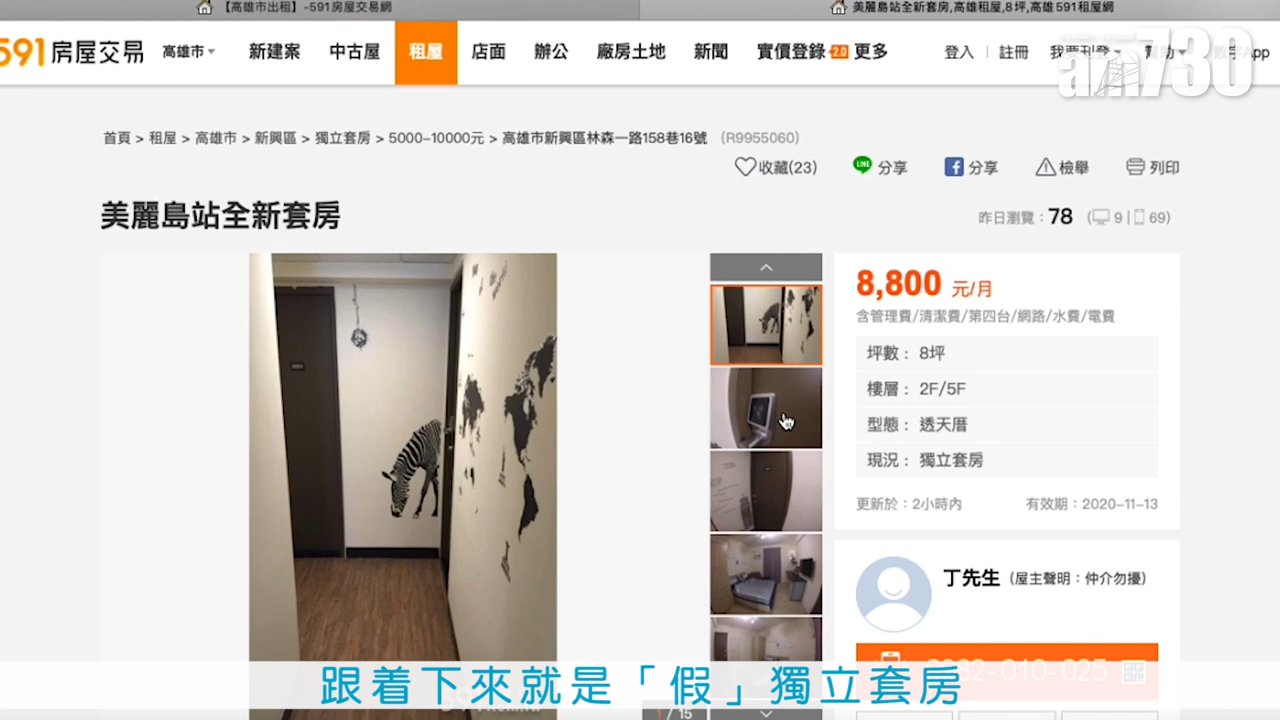 【高雄市出租】-591房屋交易網
美麗島站全新套房,高雄租屋,8坪,高雄591租屋網
591房屋交易 高雄市 新建案 中古屋 租屋 店面 辦公 廠房土地 新聞 實價登錄2.0 更多 登入 | 註冊 我要刊登 幫助
am730
首頁 > 租屋 > 高雄市 > 新興區 > 獨立套房 > 5000-10000元 > 高雄市新興區林森一路158巷16號 (R9955060)
收藏(23) LINE 分享 分享 檢舉 列印
美麗島站全新套房
昨日瀏覽：78 (9 | 69)
8,800 元/月
含管理費/清潔費/第四台/網路/水費/電費
坪數： 8坪
樓層： 2F/5F
型態： 透天厝
現況： 獨立套房
更新於：2小時內 有效期：2020-11-13
丁先生 (屋主聲明：仲介勿擾)
跟着下來就是「假」獨立套房
/ 15